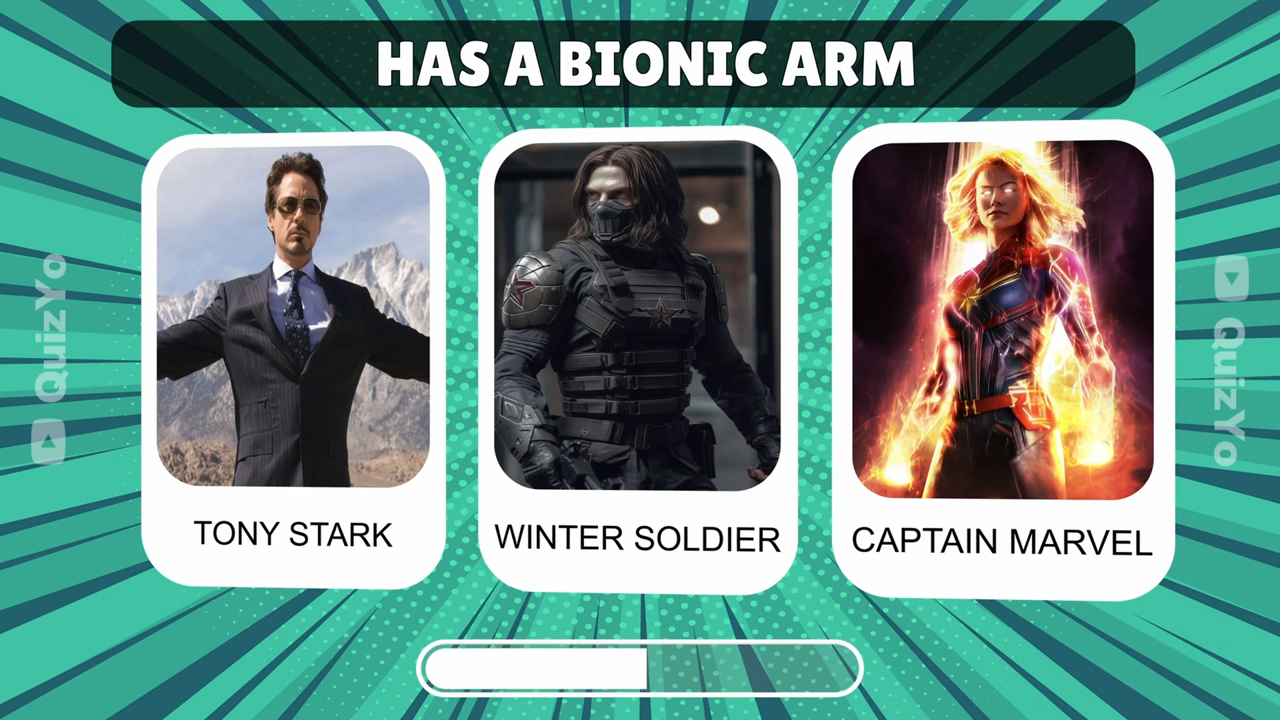 HAS A BIONIC ARM
QuizYo
QuizYo
TONY STARK
WINTER SOLDIER
CAPTAIN MARVEL